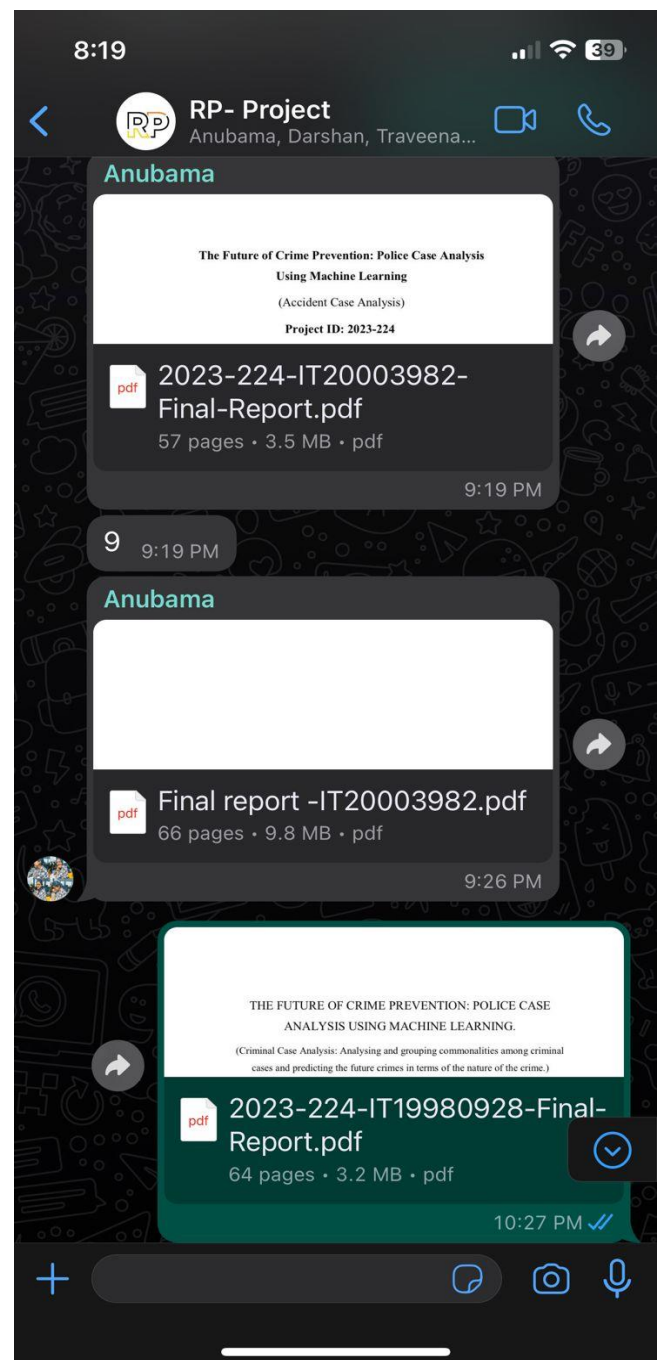 8:19
39
RP
RP- Project
Anubama, Darshan, Traveena...
Anubama
The Future of Crime Prevention: Police Case Analysis
Using Machine Learning
(Accident Case Analysis)
Project ID: 2023-224
pdf
2023-224-IT20003982-
Final-Report.pdf
57 pages • 3.5 MB • pdf
9:19 PM
9 9:19 PM
Anubama
pdf
Final report -IT20003982.pdf
66 pages • 9.8 MB • pdf
9:26 PM
THE FUTURE OF CRIME PREVENTION: POLICE CASE
ANALYSIS USING MACHINE LEARNING.
(Criminal Case Analysis: Analysing and grouping commonalities among criminal
cases and predicting the future crimes in terms of the nature of the crime.)
pdf
2023-224-IT19980928-Final-
Report.pdf
64 pages • 3.2 MB • pdf
10:27 PM